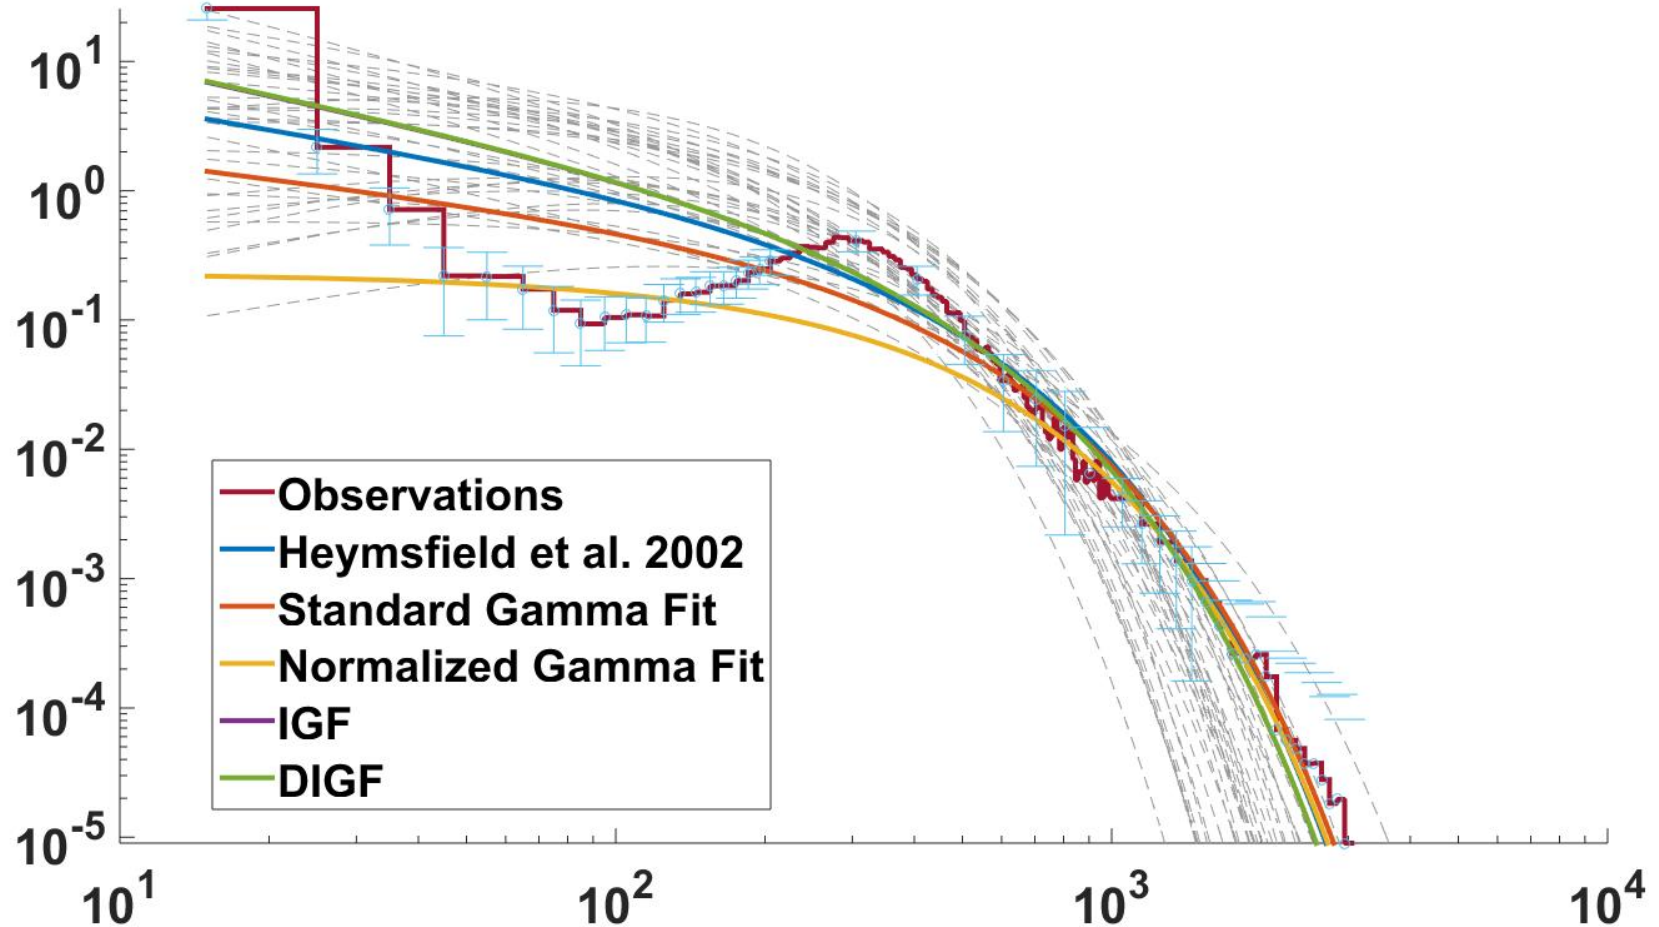 10^1
10^0
10^-1
10^-2
10^-3
10^-4
10^-5
Observations
Heymsfield et al. 2002
Standard Gamma Fit
Normalized Gamma Fit
IGF
DIGF
10^1 10^2 10^3 10^4